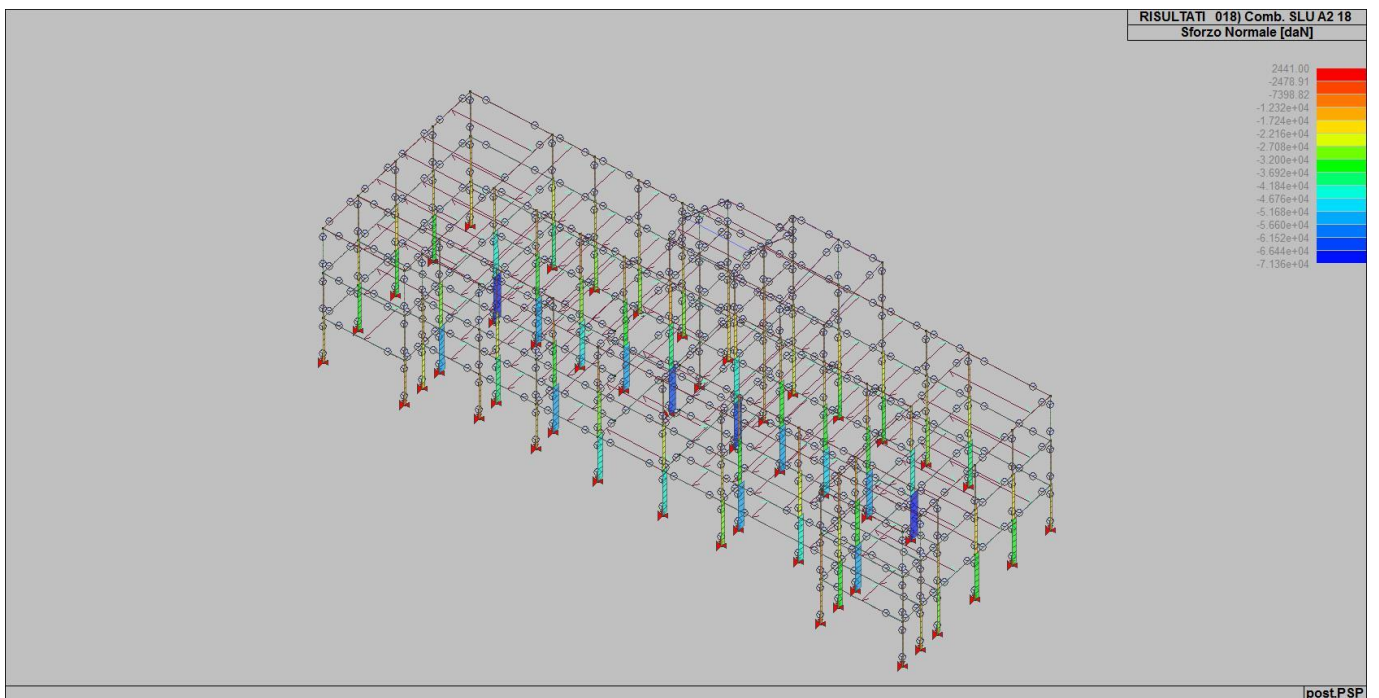 RISULTATI 018) Comb. SLU A2 18
Sforzo Normale [daN]
2441.00
-2478.91
-7398.82
-1.232e+04
-1.724e+04
-2.216e+04
-2.708e+04
-3.200e+04
-3.692e+04
-4.184e+04
-4.676e+04
-5.168e+04
-5.660e+04
-6.152e+04
-6.644e+04
-7.136e+04
post.PSP